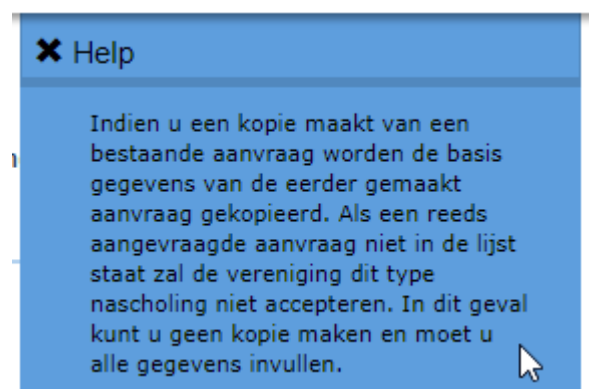 ✖ Help
Indien u een kopie maakt van een
bestaande aanvraag worden de basis
gegevens van de eerder gemaakt
aanvraag gekopieerd. Als een reeds
aangevraagde aanvraag niet in de lijst
staat zal de vereniging dit type
nascholing niet accepteren. In dit geval
kunt u geen kopie maken en moet u
alle gegevens invullen.